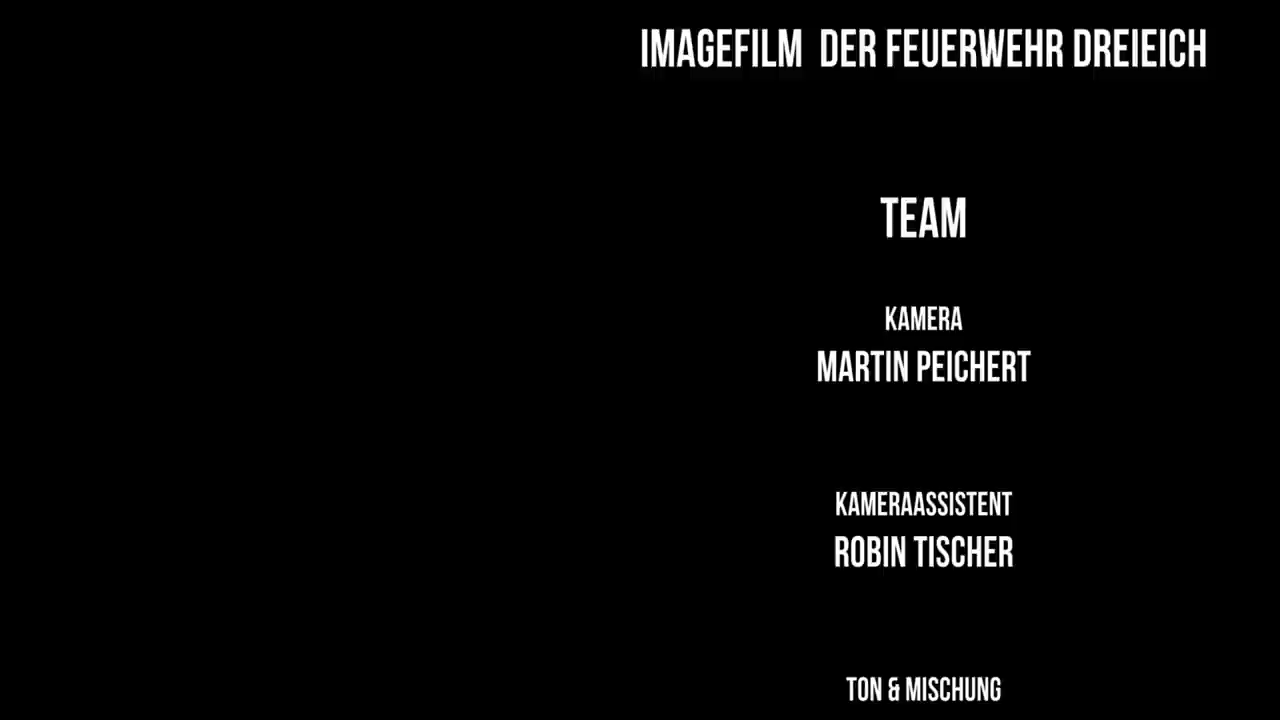 IMAGEFILM DER FEUERWEHR DREIEICH
TEAM
KAMERA
MARTIN PEICHERT
KAMERAASSISTENT
ROBIN TISCHER
TON & MISCHUNG